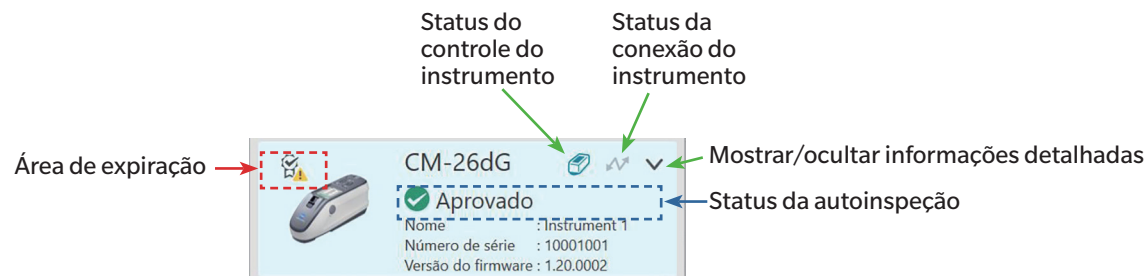 Status do
controle do
instrumento
Status da
conexão do
instrumento
Área de expiração
CM-26dG
Mostrar/ocultar informações detalhadas
Aprovado
Status da autoinspeção
Nome : Instrument 1
Número de série : 10001001
Versão do firmware : 1.20.0002